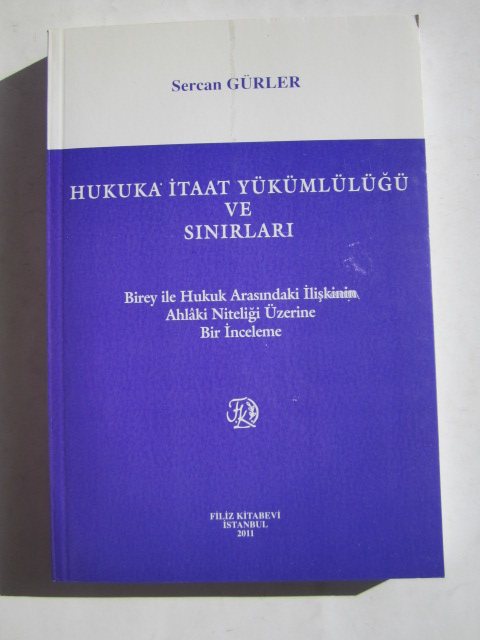 Sercan GÜRLER
HUKUKA İTAAT YÜKÜMLÜLÜĞÜ
VE
SINIRLARI
Birey ile Hukuk Arasındaki İlişkinin
Ahlâki Niteliği Üzerine
Bir İnceleme
FK
FİLİZ KİTABEVİ
İSTANBUL
2011